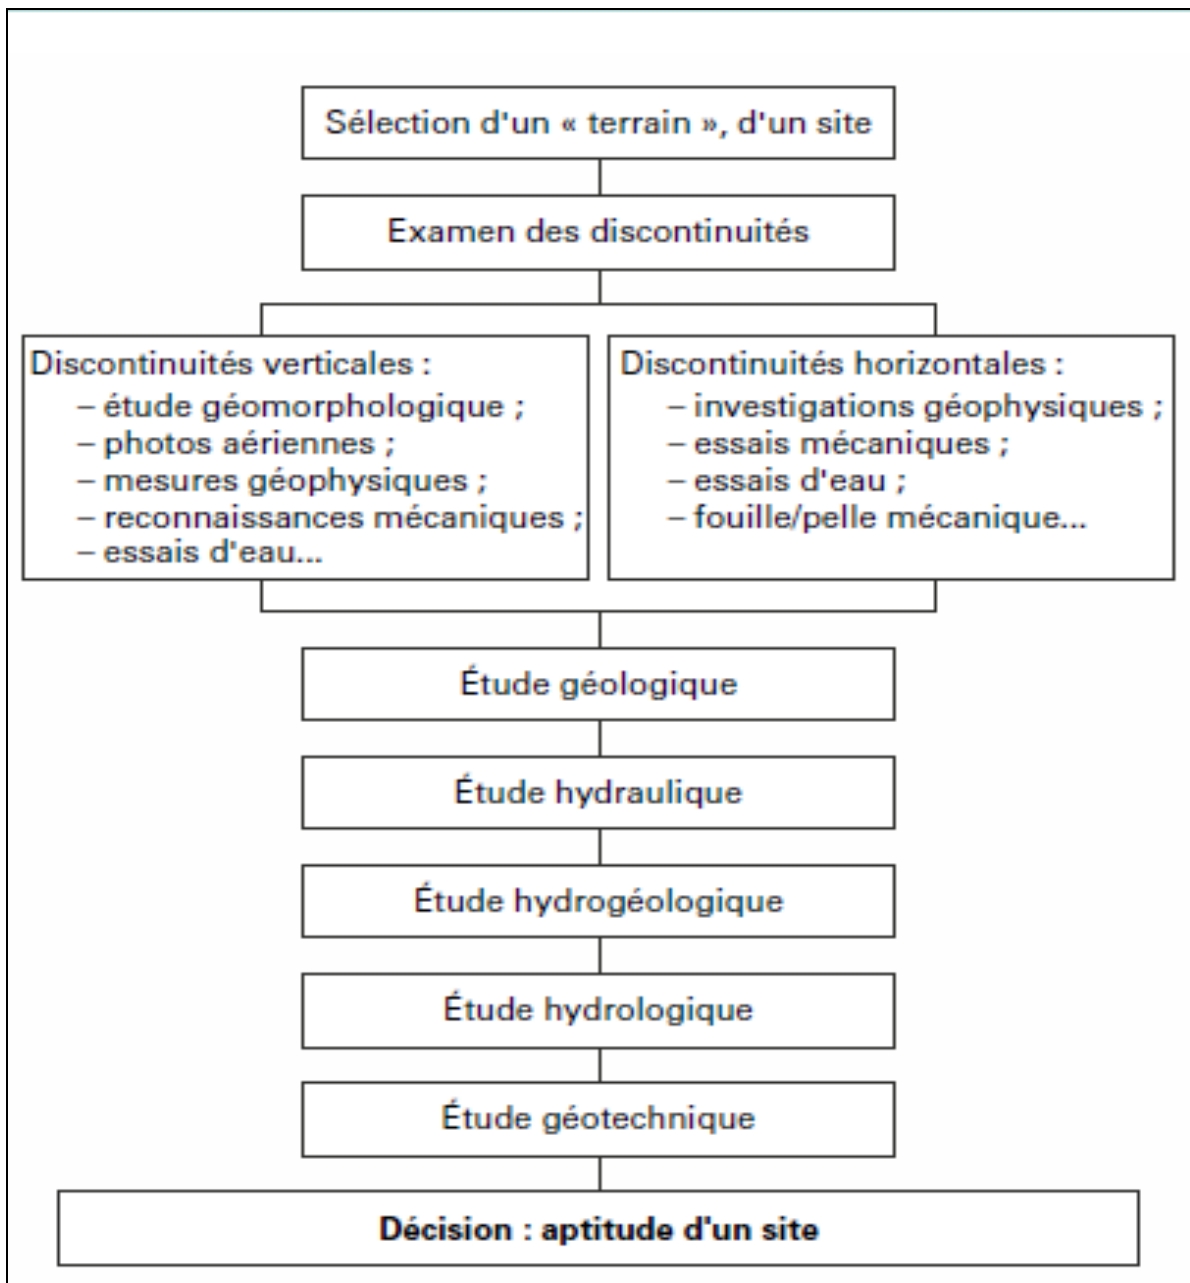 Sélection d'un « terrain », d'un site
Examen des discontinuités
Discontinuités verticales :
– étude géomorphologique ;
– photos aériennes ;
– mesures géophysiques ;
– reconnaissances mécaniques ;
– essais d'eau...
Discontinuités horizontales :
– investigations géophysiques ;
– essais mécaniques ;
– essais d'eau ;
– fouille/pelle mécanique...
Étude géologique
Étude hydraulique
Étude hydrogéologique
Étude hydrologique
Étude géotechnique
Décision : aptitude d'un site